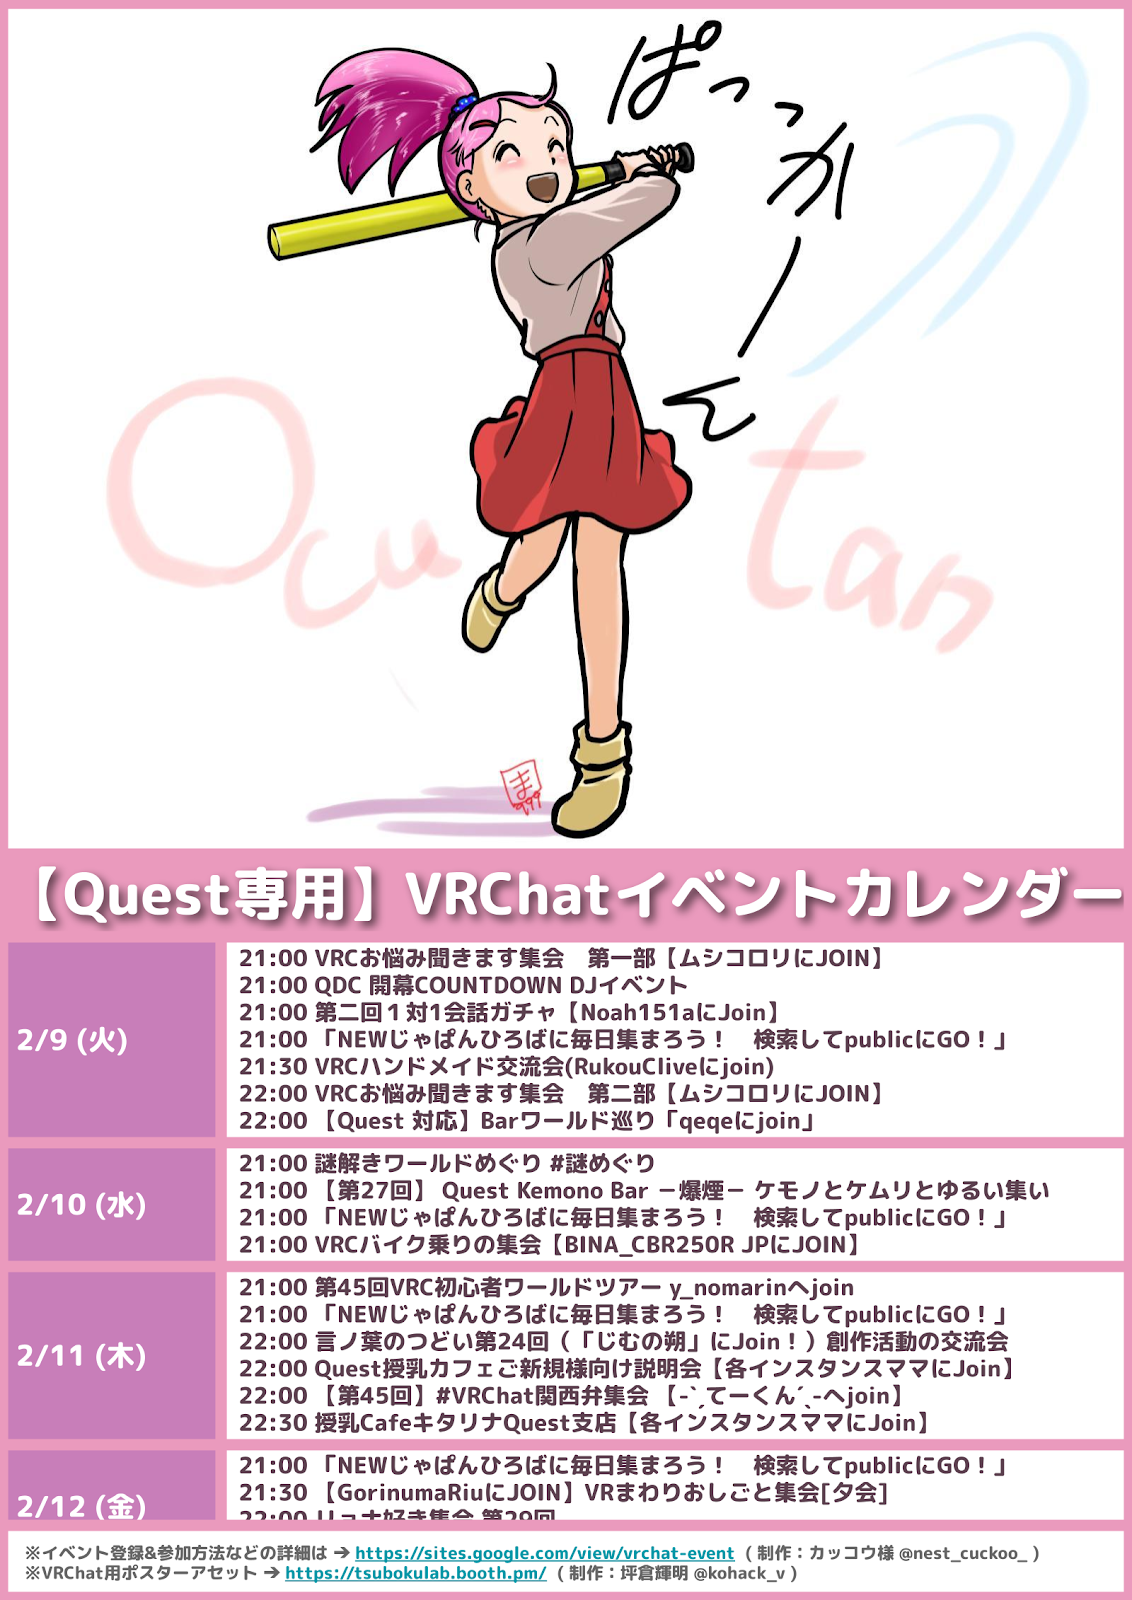 ぱっっかーん
Ocu tan
ま
999
【Quest専用】VRChatイベントカレンダー
2/9 (火)
21:00 VRCお悩み聞きます集会　第一部【ムシコロリにJOIN】
21:00 QDC 開幕COUNTDOWN DJイベント
21:00 第二回１対1会話ガチャ【Noah151aにJoin】
21:00 「NEWじゃぱんひろばに毎日集まろう！　検索してpublicにGO！」
21:30 VRCハンドメイド交流会(RukouCliveにjoin)
22:00 VRCお悩み聞きます集会　第二部【ムシコロリにJOIN】
22:00 【Quest 対応】Barワールド巡り「qeqeにjoin」
2/10 (水)
21:00 謎解きワールドめぐり #謎めぐり
21:00 【第27回】 Quest Kemono Bar －爆煙－ ケモノとケムリとゆるい集い
21:00 「NEWじゃぱんひろばに毎日集まろう！　検索してpublicにGO！」
21:00 VRCバイク乗りの集会【BINA_CBR250R JPにJOIN】
2/11 (木)
21:00 第45回VRC初心者ワールドツアー y_nomarinへjoin
21:00 「NEWじゃぱんひろばに毎日集まろう！　検索してpublicにGO！」
22:00 言ノ葉のつどい第24回（「じむの朔」にJoin！）創作活動の交流会
22:00 Quest授乳カフェご新規様向け説明会【各インスタンスママにJoin】
22:00 【第45回】#VRChat関西弁集会 【-ˋˏてーくんˊˎ-へjoin】
22:30 授乳CafeキタリナQuest支店【各インスタンスママにJoin】
2/12 (金)
21:00 「NEWじゃぱんひろばに毎日集まろう！　検索してpublicにGO！」
21:30 【GorinumaRiuにJOIN】VRまわりおしごと集会[夕会]
22:00 リョナ好き集会 第29回
※イベント登録&参加方法などの詳細は ➔ https://sites.google.com/view/vrchat-event （制作：カッコウ様 @nest_cuckoo_ ）
※VRChat用ポスターアセット ➔ https://tsubokulab.booth.pm/ （制作：坪倉輝明 @kohack_v ）